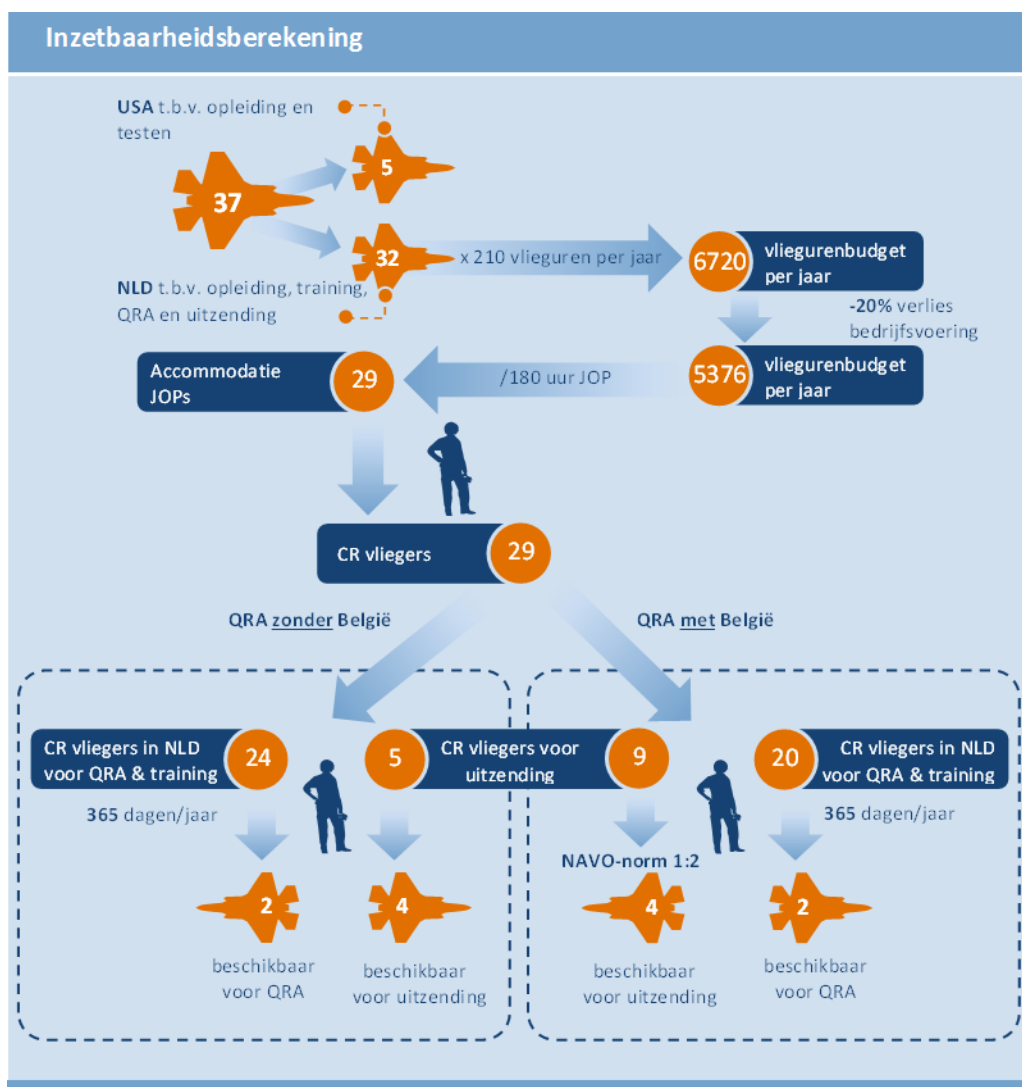 Inzetbaarheidsberekening
USA t.b.v. opleiding en
testen
5
37
32
x 210 vlieguren per jaar
6720
vliegurenbudget
per jaar
NLD t.b.v. opleiding, training,
QRA en uitzending
-20% verlies
bedrijfsvoering
Accommodatie
JOPs
29
/180 uur JOP
5376
vliegurenbudget
per jaar
CR vliegers
29
QRA zonder België
QRA met België
CR vliegers in NLD
voor QRA & training
24
5
CR vliegers voor
uitzending
9
20
CR vliegers in NLD
voor QRA & training
365 dagen/jaar
365 dagen/jaar
NAVO-norm 1:2
2
4
4
2
beschikbaar
voor QRA
beschikbaar
voor uitzending
beschikbaar
voor uitzending
beschikbaar
voor QRA